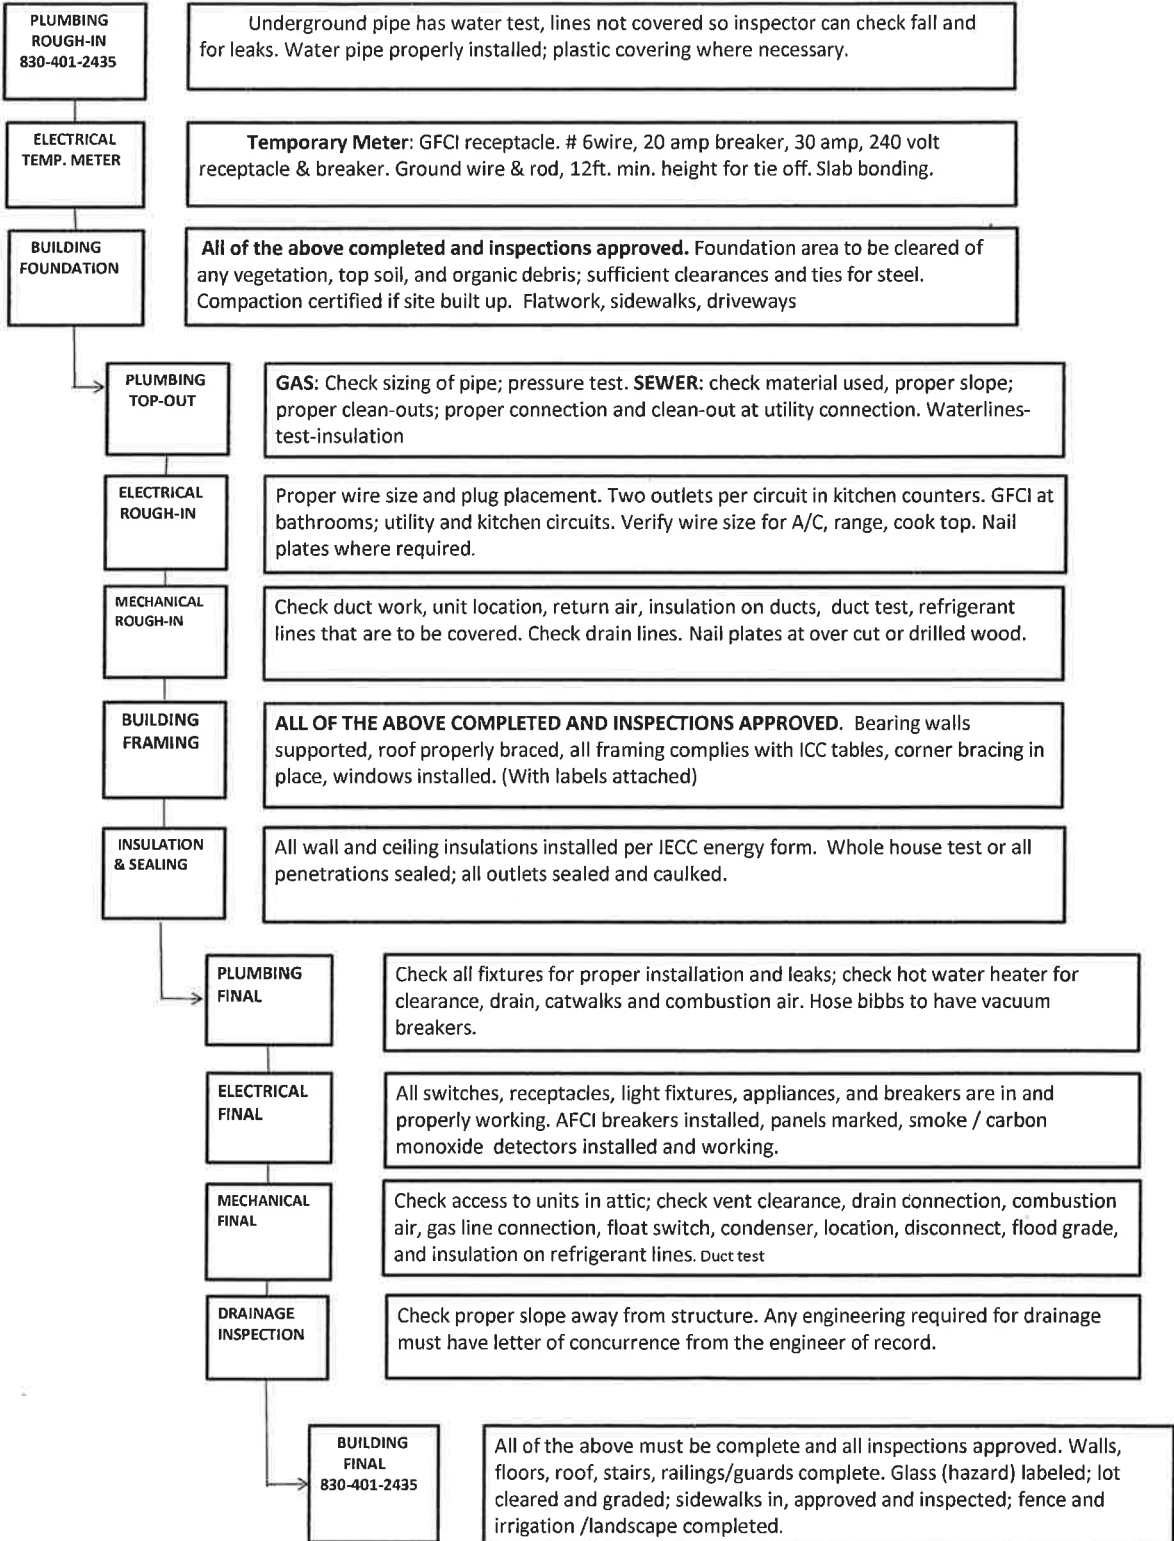 PLUMBING
ROUGH-IN
830-401-2435
Underground pipe has water test, lines not covered so inspector can check fall and
for leaks. Water pipe properly installed; plastic covering where necessary.
ELECTRICAL
TEMP. METER
Temporary Meter: GFCI receptacle. # 6wire, 20 amp breaker, 30 amp, 240 volt
receptacle & breaker. Ground wire & rod, 12ft. min. height for tie off. Slab bonding.
BUILDING
FOUNDATION
All of the above completed and inspections approved. Foundation area to be cleared of
any vegetation, top soil, and organic debris; sufficient clearances and ties for steel.
Compaction certified if site built up. Flatwork, sidewalks, driveways
PLUMBING
TOP-OUT
GAS: Check sizing of pipe; pressure test. SEWER: check material used, proper slope;
proper clean-outs; proper connection and clean-out at utility connection. Waterlines-
test-insulation
ELECTRICAL
ROUGH-IN
Proper wire size and plug placement. Two outlets per circuit in kitchen counters. GFCI at
bathrooms; utility and kitchen circuits. Verify wire size for A/C, range, cook top. Nail
plates where required.
MECHANICAL
ROUGH-IN
Check duct work, unit location, return air, insulation on ducts, duct test, refrigerant
lines that are to be covered. Check drain lines. Nail plates at over cut or drilled wood.
BUILDING
FRAMING
ALL OF THE ABOVE COMPLETED AND INSPECTIONS APPROVED. Bearing walls
supported, roof properly braced, all framing complies with ICC tables, corner bracing in
place, windows installed. (With labels attached)
INSULATION
& SEALING
All wall and ceiling insulations installed per IECC energy form. Whole house test or all
penetrations sealed; all outlets sealed and caulked.
PLUMBING
FINAL
Check all fixtures for proper installation and leaks; check hot water heater for
clearance, drain, catwalks and combustion air. Hose bibbs to have vacuum
breakers.
ELECTRICAL
FINAL
All switches, receptacles, light fixtures, appliances, and breakers are in and
properly working. AFCI breakers installed, panels marked, smoke / carbon
monoxide detectors installed and working.
MECHANICAL
FINAL
Check access to units in attic; check vent clearance, drain connection, combustion
air, gas line connection, float switch, condenser, location, disconnect, flood grade,
and insulation on refrigerant lines. Duct test
DRAINAGE
INSPECTION
Check proper slope away from structure. Any engineering required for drainage
must have letter of concurrence from the engineer of record.
BUILDING
FINAL
830-401-2435
All of the above must be complete and all inspections approved. Walls,
floors, roof, stairs, railings/guards complete. Glass (hazard) labeled; lot
cleared and graded; sidewalks in, approved and inspected; fence and
irrigation /landscape completed.